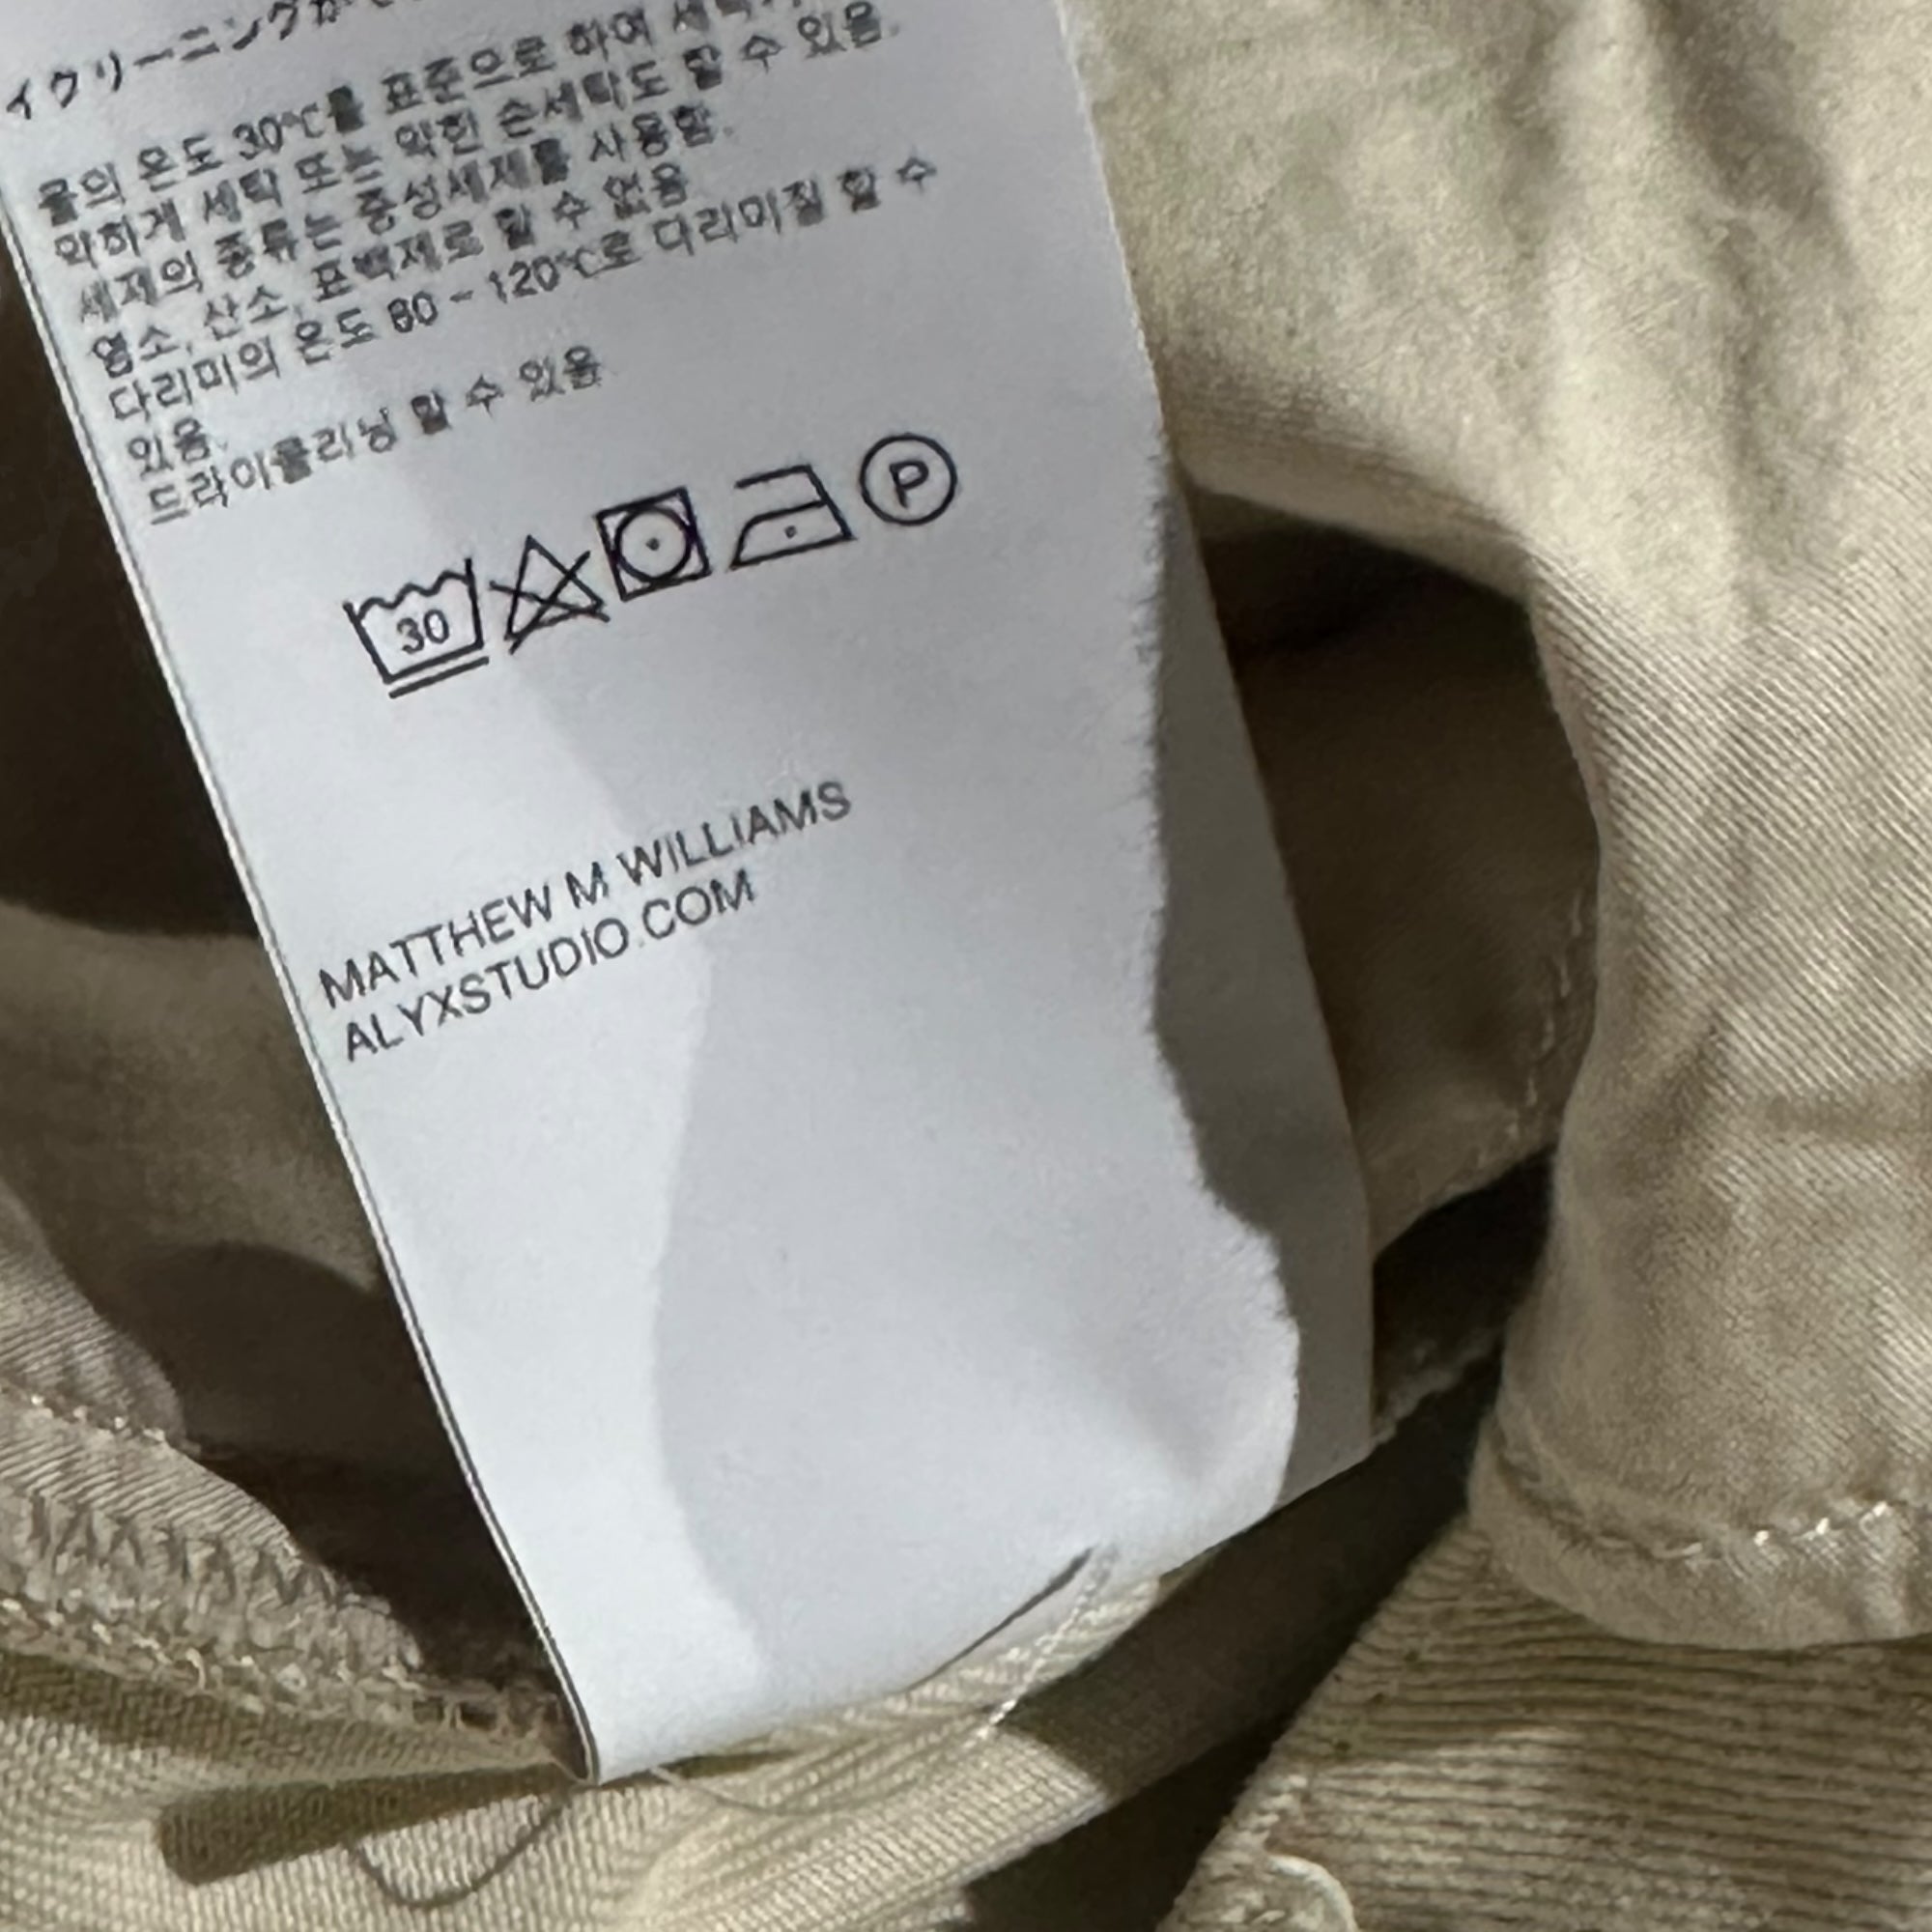 イクリーニングがで
물의 온도 30℃를 표준으로 하여
약하게 세탁 또는 약한 손세탁도 할 수 있음.
세제의 종류는 중성세제를 사용함.
염소, 산소, 표백제로 할 수 없음
다리미의 온도 80 - 120℃로 다리미질 할 수
있음.
드라이클리닝 할 수 있음
30
P
MATTHEW M WILLIAMS
ALYXSTUDIO.COM